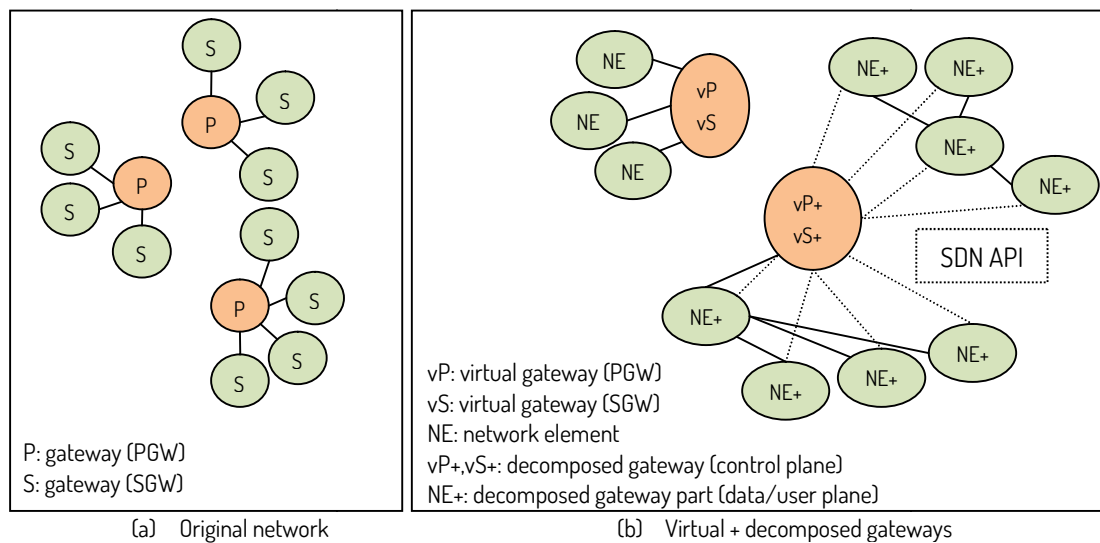 S
P
S
S
S
P
S
S
S
P
S
S
S
P: gateway (PGW)
S: gateway (SGW)
(a) Original network
NE
NE
NE
vP
vS
NE+
NE+
NE+
NE+
vP+
vS+
SDN API
NE+
NE+
NE+
NE+
vP: virtual gateway (PGW)
vS: virtual gateway (SGW)
NE: network element
vP+,vS+: decomposed gateway (control plane)
NE+: decomposed gateway part (data/user plane)
(b) Virtual + decomposed gateways